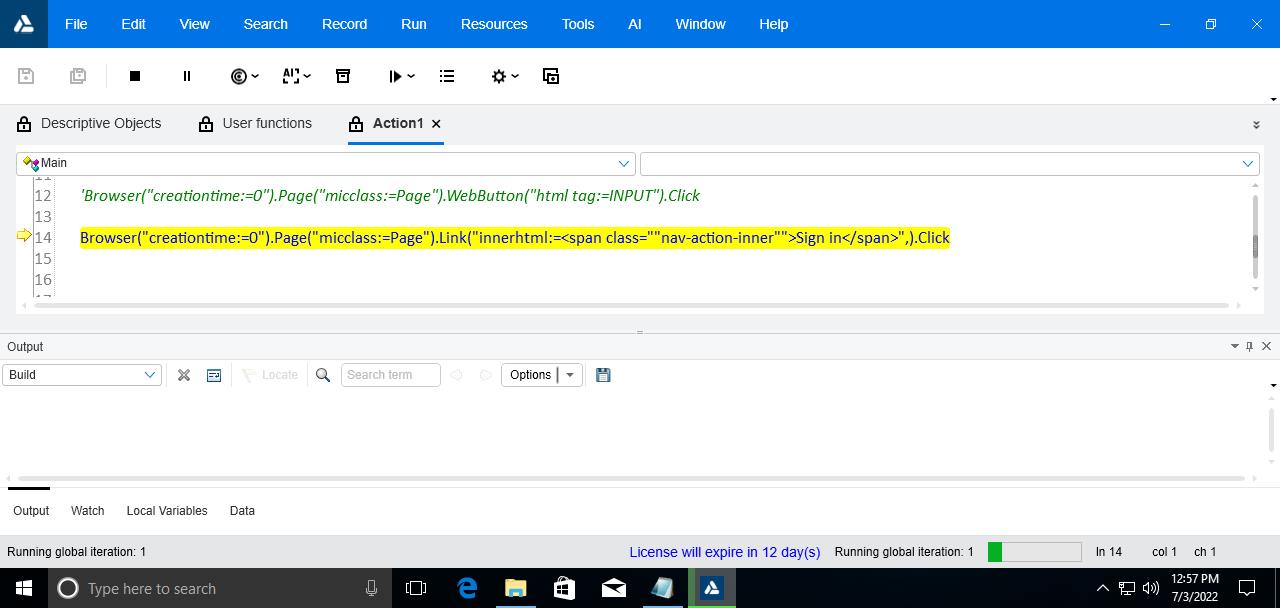 File Edit View Search Record Run Resources Tools AI Window Help
Descriptive Objects User functions Action1
Main
12 'Browser("creationtime:=0").Page("micclass:=Page").WebButton("html tag:=INPUT").Click
13
14 Browser("creationtime:=0").Page("micclass:=Page").Link("innerhtml:=<span class=""nav-action-inner"">Sign in</span>",).Click
15
16
Output
Build Locate Search term Options
Output Watch Local Variables Data
Running global iteration: 1 License will expire in 12 day(s) Running global iteration: 1 ln 14 col 1 ch 1
Type here to search
12:57 PM
7/3/2022